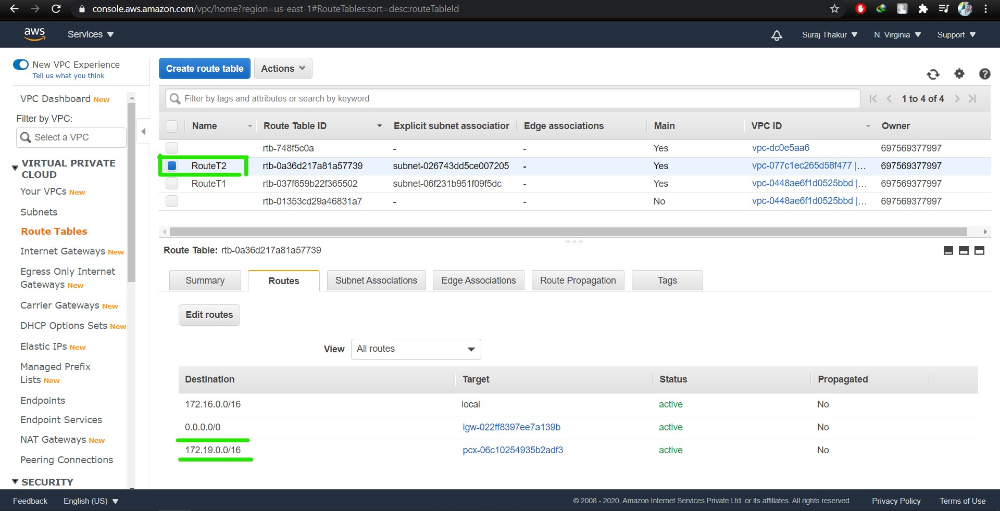 console.aws.amazon.com/vpc/home?region=us-east-1#RouteTables:sort=desc:routeTableId
aws Services Suraj Thakur N. Virginia Support
New VPC Experience
Tell us what you think
Create route table Actions
VPC Dashboard New
Filter by VPC:
Select a VPC
VIRTUAL PRIVATE
CLOUD
Your VPCs New
Subnets
Route Tables
Internet Gateways New
Egress Only Internet
Gateways New
Carrier Gateways New
DHCP Options Sets New
Elastic IPs New
Managed Prefix
Lists New
Endpoints
Endpoint Services
NAT Gateways New
Peering Connections
SECURITY
Filter by tags and attributes or search by keyword 1 to 4 of 4
Name Route Table ID Explicit subnet association Edge associations Main VPC ID Owner
rtb-748f5c0a - - Yes vpc-dc0e5aa6 697569377997
RouteT2 rtb-0a36d217a81a57739 subnet-026743dd5ce007205 - Yes vpc-077c1ec265d58f477 |... 697569377997
RouteT1 rtb-037f659b22f365502 subnet-06f231b951f09f5dc - Yes vpc-0448ae6f1d0525bbd |... 697569377997
rtb-01353cd29a46831a7 - - No vpc-0448ae6f1d0525bbd |... 697569377997
Route Table: rtb-0a36d217a81a57739
Summary Routes Subnet Associations Edge Associations Route Propagation Tags
Edit routes
View All routes
Destination Target Status Propagated
172.16.0.0/16 local active No
0.0.0.0/0 igw-022ff8397ee7a139b active No
172.19.0.0/16 pcx-06c10254935b2adf3 active No
Feedback English (US) © 2008 - 2020, Amazon Internet Services Private Ltd. or its affiliates. All rights reserved. Privacy Policy Terms of Use